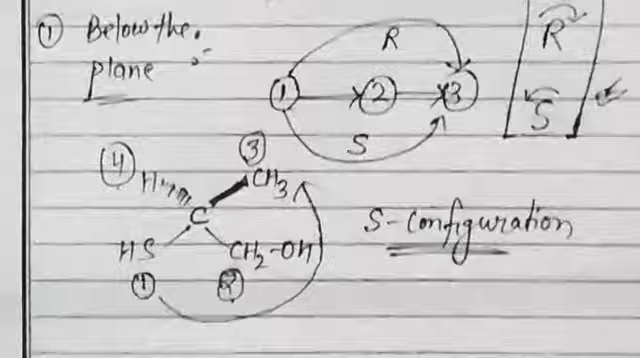 ① Below the.
plane
R
① ② ③
S
R
S
④ H
③ CH3
C
HS
CH2-OH
① ②
S-configuration